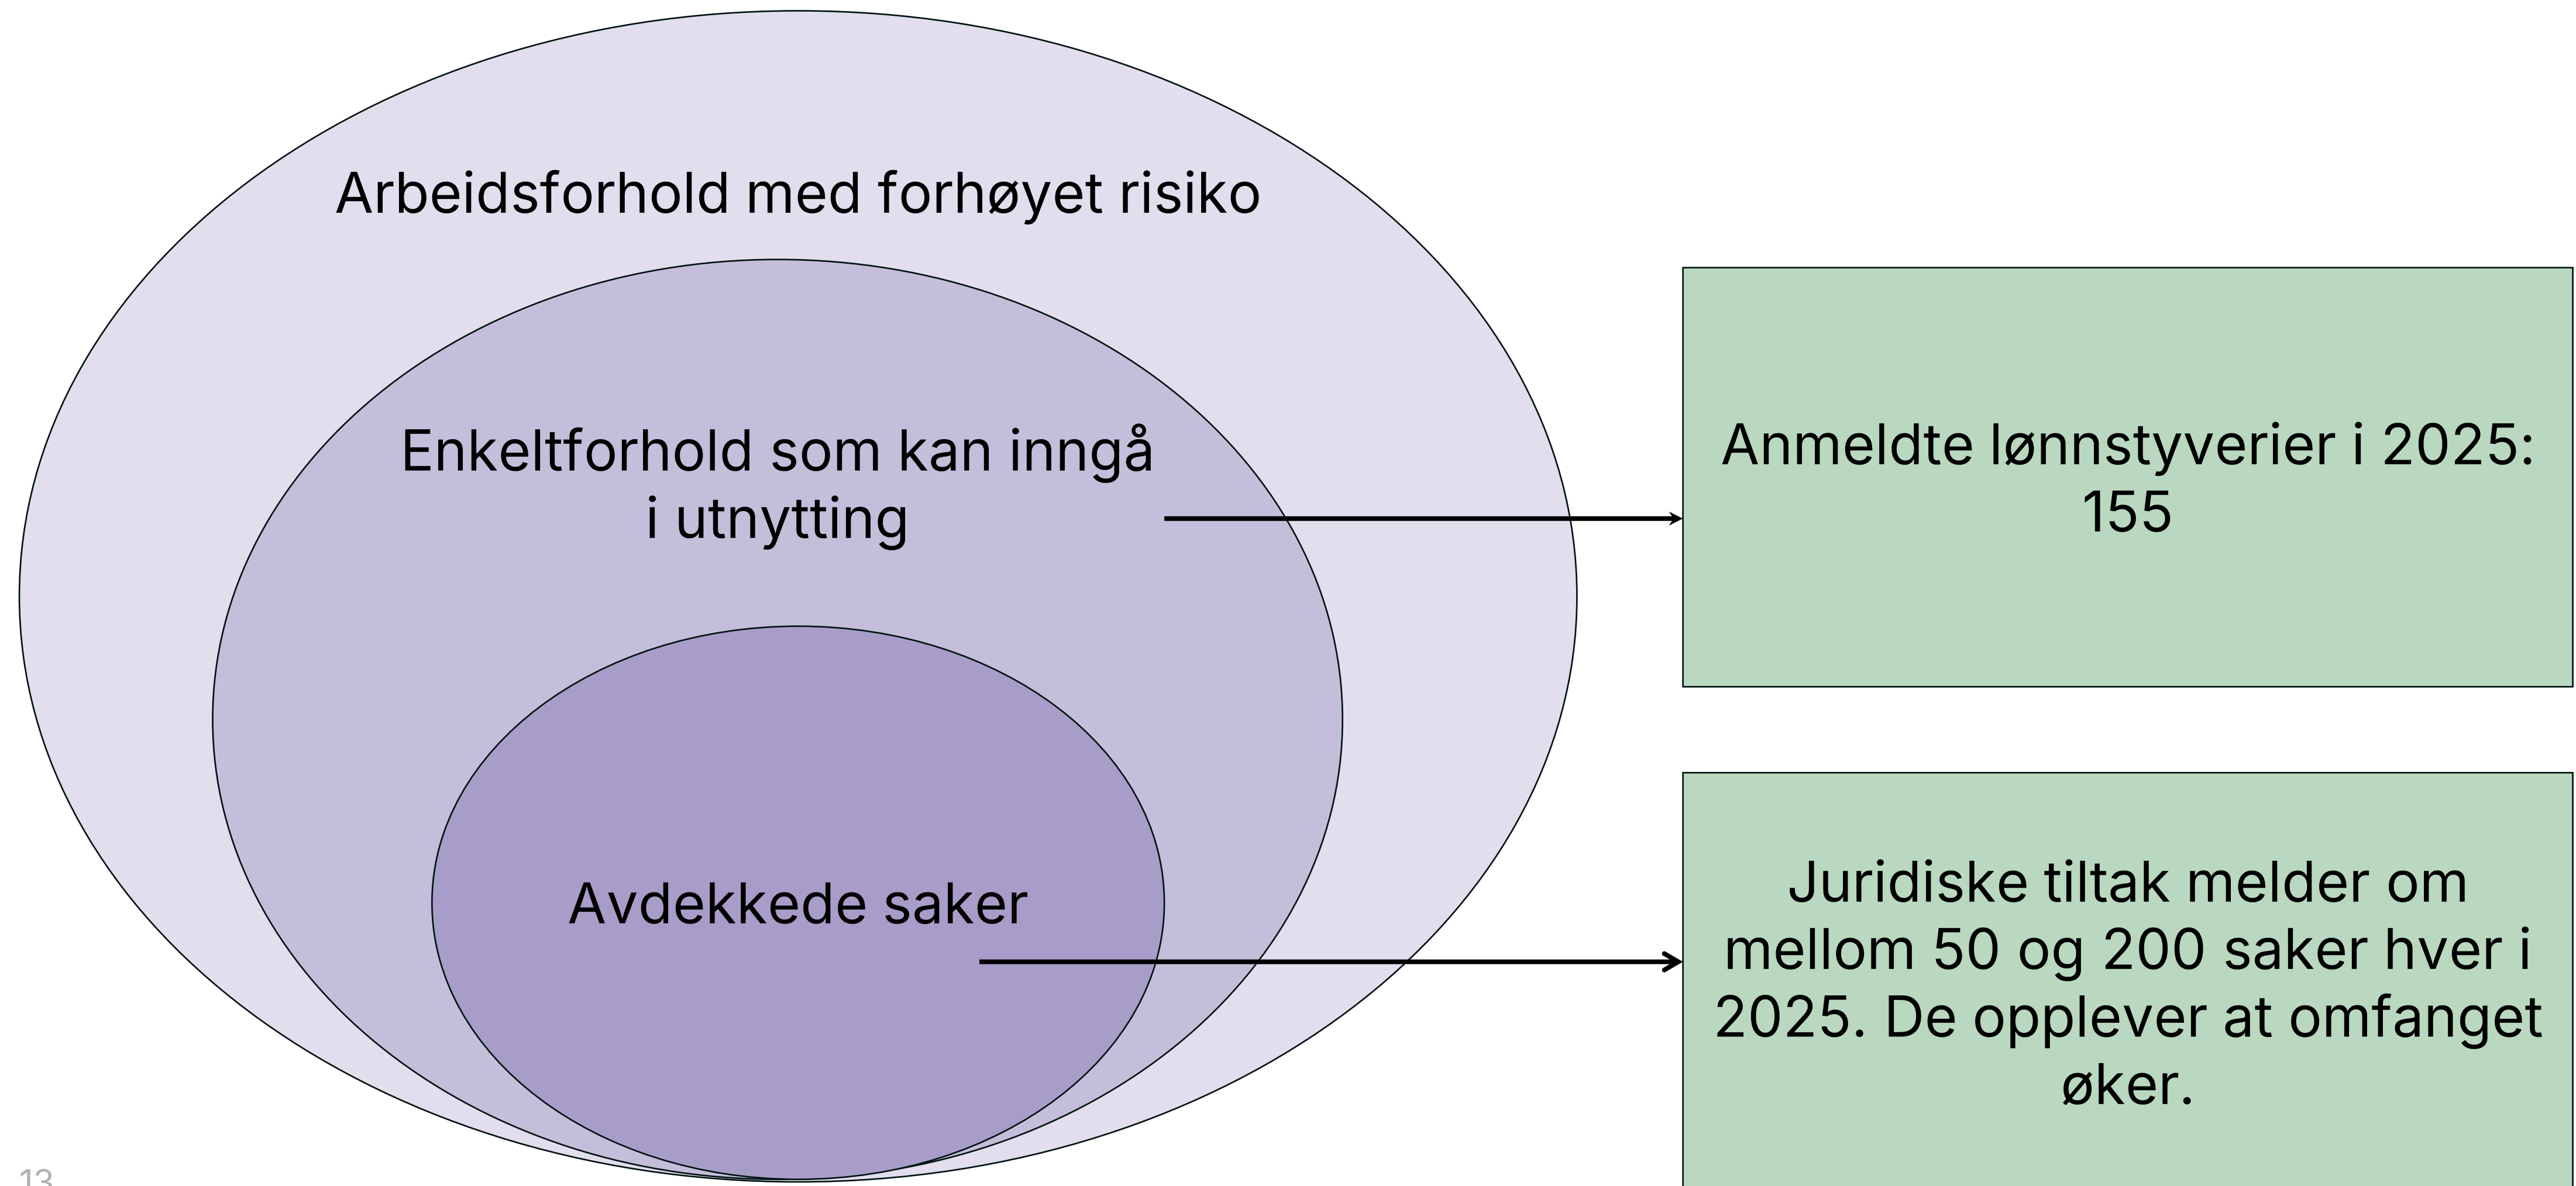 Arbeidsforhold med forhøyet risiko
Enkeltforhold som kan inngå
i utnytting
Avdekkede saker
Anmeldte lønnstyverier i 2025:
155
Juridiske tiltak melder om
mellom 50 og 200 saker hver i
2025. De opplever at omfanget
øker.
13